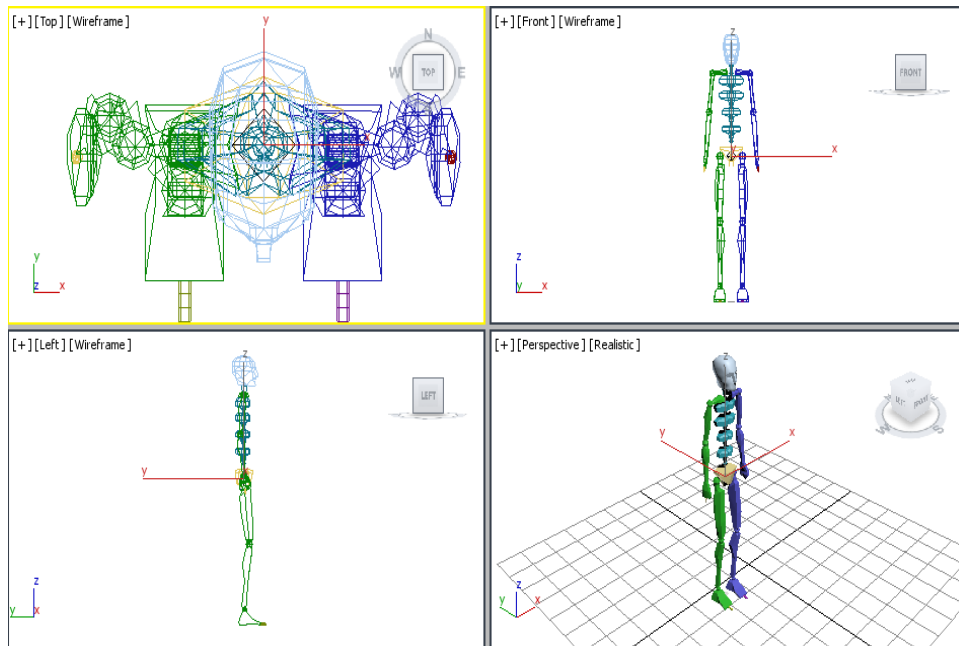 [+] [Top] [Wireframe]
y
x
N
W
E
TOP
y
z
x
[+] [Front] [Wireframe]
z
y
x
FRONT
z
y
x
[+] [Left] [Wireframe]
z
y
LEFT
z
y
x
[+] [Perspective] [Realistic]
z
y
x
W
S
z
y
x